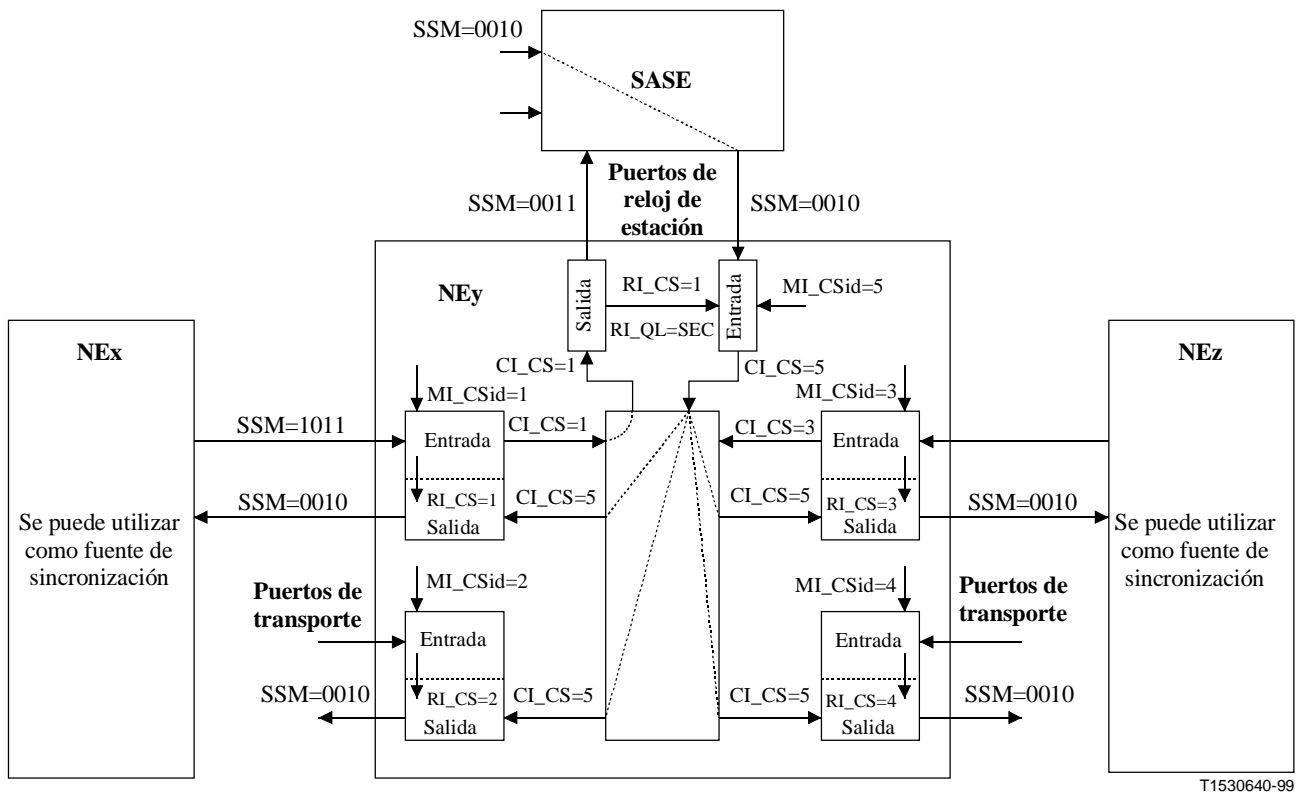 SSM=0010
SASE
Puertos de
reloj de
estación
SSM=0011
SSM=0010
NEy
Salida
RI_CS=1
RI_QL=SEC
Entrada
MI_CSid=5
NEx
NEz
CI_CS=1
CI_CS=5
MI_CSid=1
MI_CSid=3
SSM=1011
Entrada
CI_CS=1
CI_CS=3
Entrada
SSM=0010
RI_CS=1
Salida
CI_CS=5
CI_CS=5
RI_CS=3
Salida
SSM=0010
Se puede utilizar
como fuente de
sincronización
Se puede utilizar
como fuente de
sincronización
Puertos de
transporte
MI_CSid=2
MI_CSid=4
Puertos de
transporte
Entrada
Entrada
SSM=0010
RI_CS=2
Salida
CI_CS=5
CI_CS=5
RI_CS=4
Salida
SSM=0010
T1530640-99